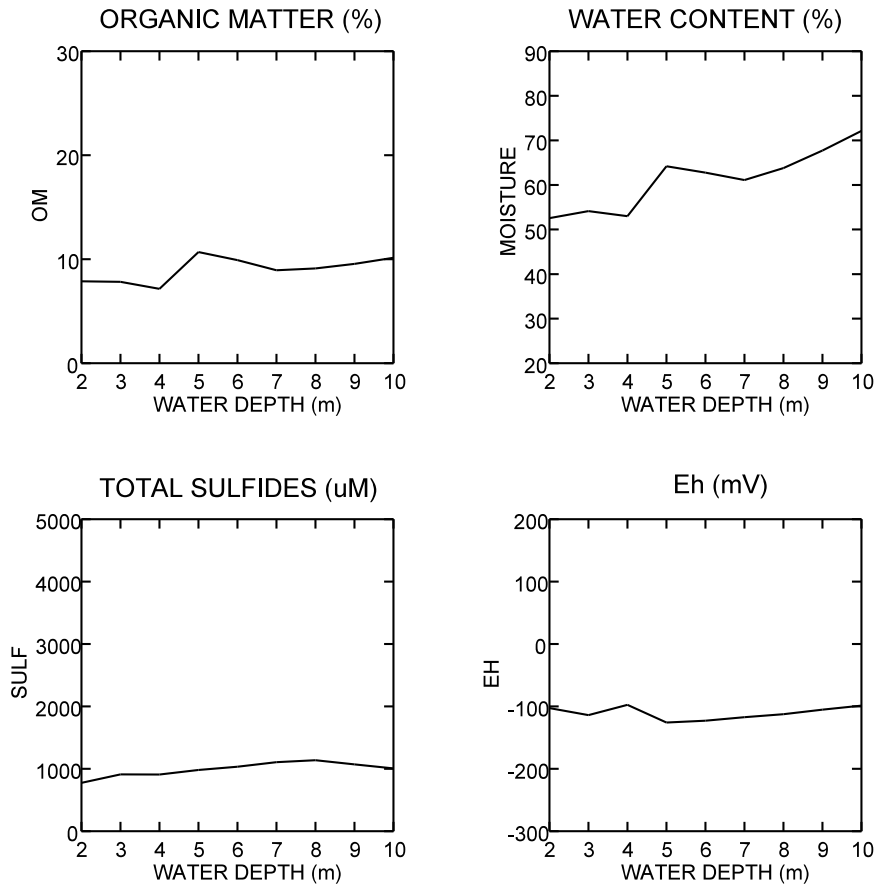 ORGANIC MATTER (%)
30
20
10
0
OM
2 3 4 5 6 7 8 9 10
WATER DEPTH (m)
WATER CONTENT (%)
90
80
70
60
50
40
30
20
MOISTURE
2 3 4 5 6 7 8 9 10
WATER DEPTH (m)
TOTAL SULFIDES (uM)
5000
4000
3000
2000
1000
0
SULF
2 3 4 5 6 7 8 9 10
WATER DEPTH (m)
Eh (mV)
200
100
0
-100
-200
-300
EH
2 3 4 5 6 7 8 9 10
WATER DEPTH (m)